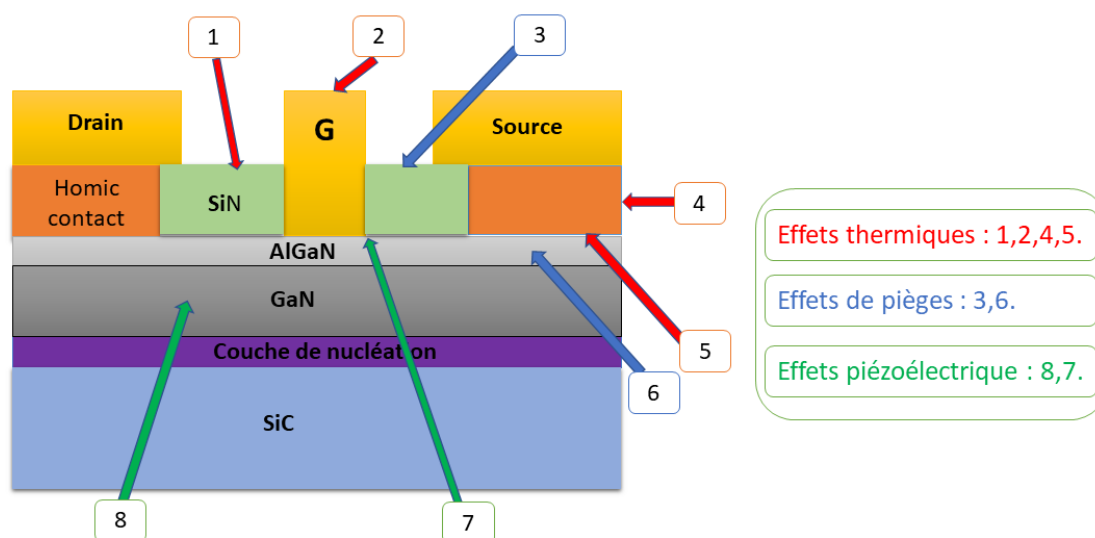 1
2
3
Drain
G
Source
Homic
contact
SiN
4
AlGaN
GaN
Couche de nucléation
5
6
SiC
8
7
Effets thermiques : 1,2,4,5.
Effets de pièges : 3,6.
Effets piézoélectrique : 8,7.